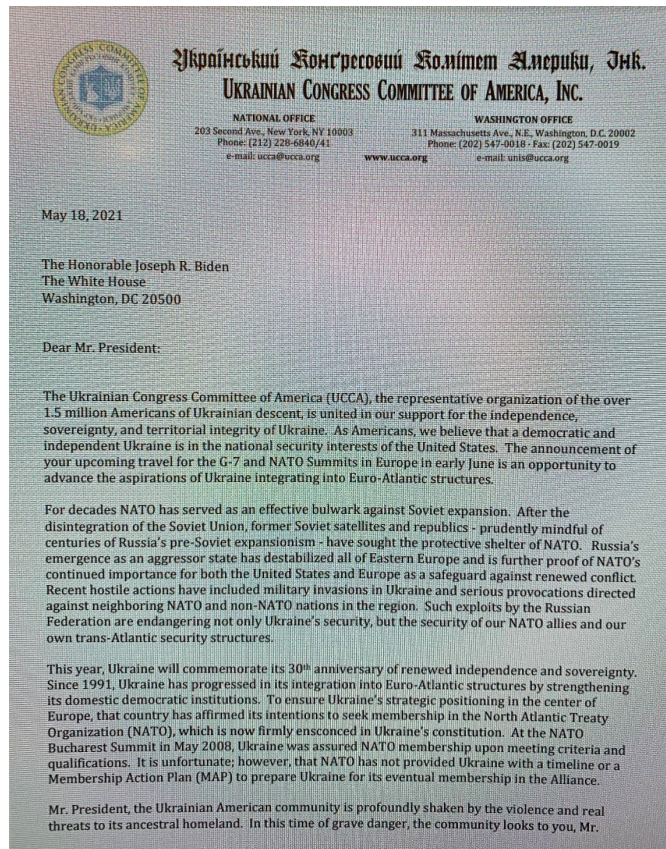 Український Конґресовий Комітет Америки, Інк.
UKRAINIAN CONGRESS COMMITTEE OF AMERICA, INC.
NATIONAL OFFICE
203 Second Ave., New York, NY 10003
Phone: (212) 228-6840/41
e-mail: ucca@ucca.org
www.ucca.org
WASHINGTON OFFICE
311 Massachusetts Ave., N.E., Washington, D.C. 20002
Phone: (202) 547-0018 - Fax: (202) 547-0019
e-mail: unis@ucca.org
May 18, 2021
The Honorable Joseph R. Biden
The White House
Washington, DC 20500
Dear Mr. President:
The Ukrainian Congress Committee of America (UCCA), the representative organization of the over
1.5 million Americans of Ukrainian descent, is united in our support for the independence,
sovereignty, and territorial integrity of Ukraine. As Americans, we believe that a democratic and
independent Ukraine is in the national security interests of the United States. The announcement of
your upcoming travel for the G-7 and NATO Summits in Europe in early June is an opportunity to
advance the aspirations of Ukraine integrating into Euro-Atlantic structures.
For decades NATO has served as an effective bulwark against Soviet expansion. After the
disintegration of the Soviet Union, former Soviet satellites and republics - prudently mindful of
centuries of Russia's pre-Soviet expansionism - have sought the protective shelter of NATO. Russia's
emergence as an aggressor state has destabilized all of Eastern Europe and is further proof of NATO's
continued importance for both the United States and Europe as a safeguard against renewed conflict.
Recent hostile actions have included military invasions in Ukraine and serious provocations directed
against neighboring NATO and non-NATO nations in the region. Such exploits by the Russian
Federation are endangering not only Ukraine's security, but the security of our NATO allies and our
own trans-Atlantic security structures.
This year, Ukraine will commemorate its 30th anniversary of renewed independence and sovereignty.
Since 1991, Ukraine has progressed in its integration into Euro-Atlantic structures by strengthening
its domestic democratic institutions. To ensure Ukraine's strategic positioning in the center of
Europe, that country has affirmed its intentions to seek membership in the North Atlantic Treaty
Organization (NATO), which is now firmly ensconced in Ukraine's constitution. At the NATO
Bucharest Summit in May 2008, Ukraine was assured NATO membership upon meeting criteria and
qualifications. It is unfortunate; however, that NATO has not provided Ukraine with a timeline or a
Membership Action Plan (MAP) to prepare Ukraine for its eventual membership in the Alliance.
Mr. President, the Ukrainian American community is profoundly shaken by the violence and real
threats to its ancestral homeland. In this time of grave danger, the community looks to you, Mr.